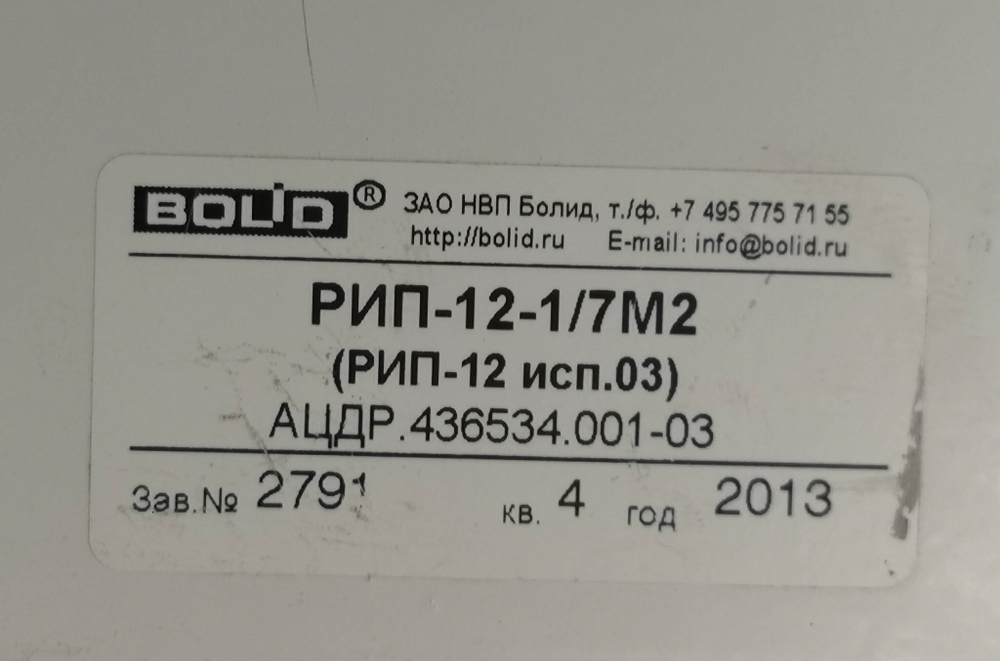 BOLID® ЗАО НВП Болид, т./ф. +7 495 775 71 55
http://bolid.ru E-mail: info@bolid.ru
РИП-12-1/7М2
(РИП-12 исп.03)
АЦДР.436534.001-03
Зав.№ 2791 кв. 4 год 2013